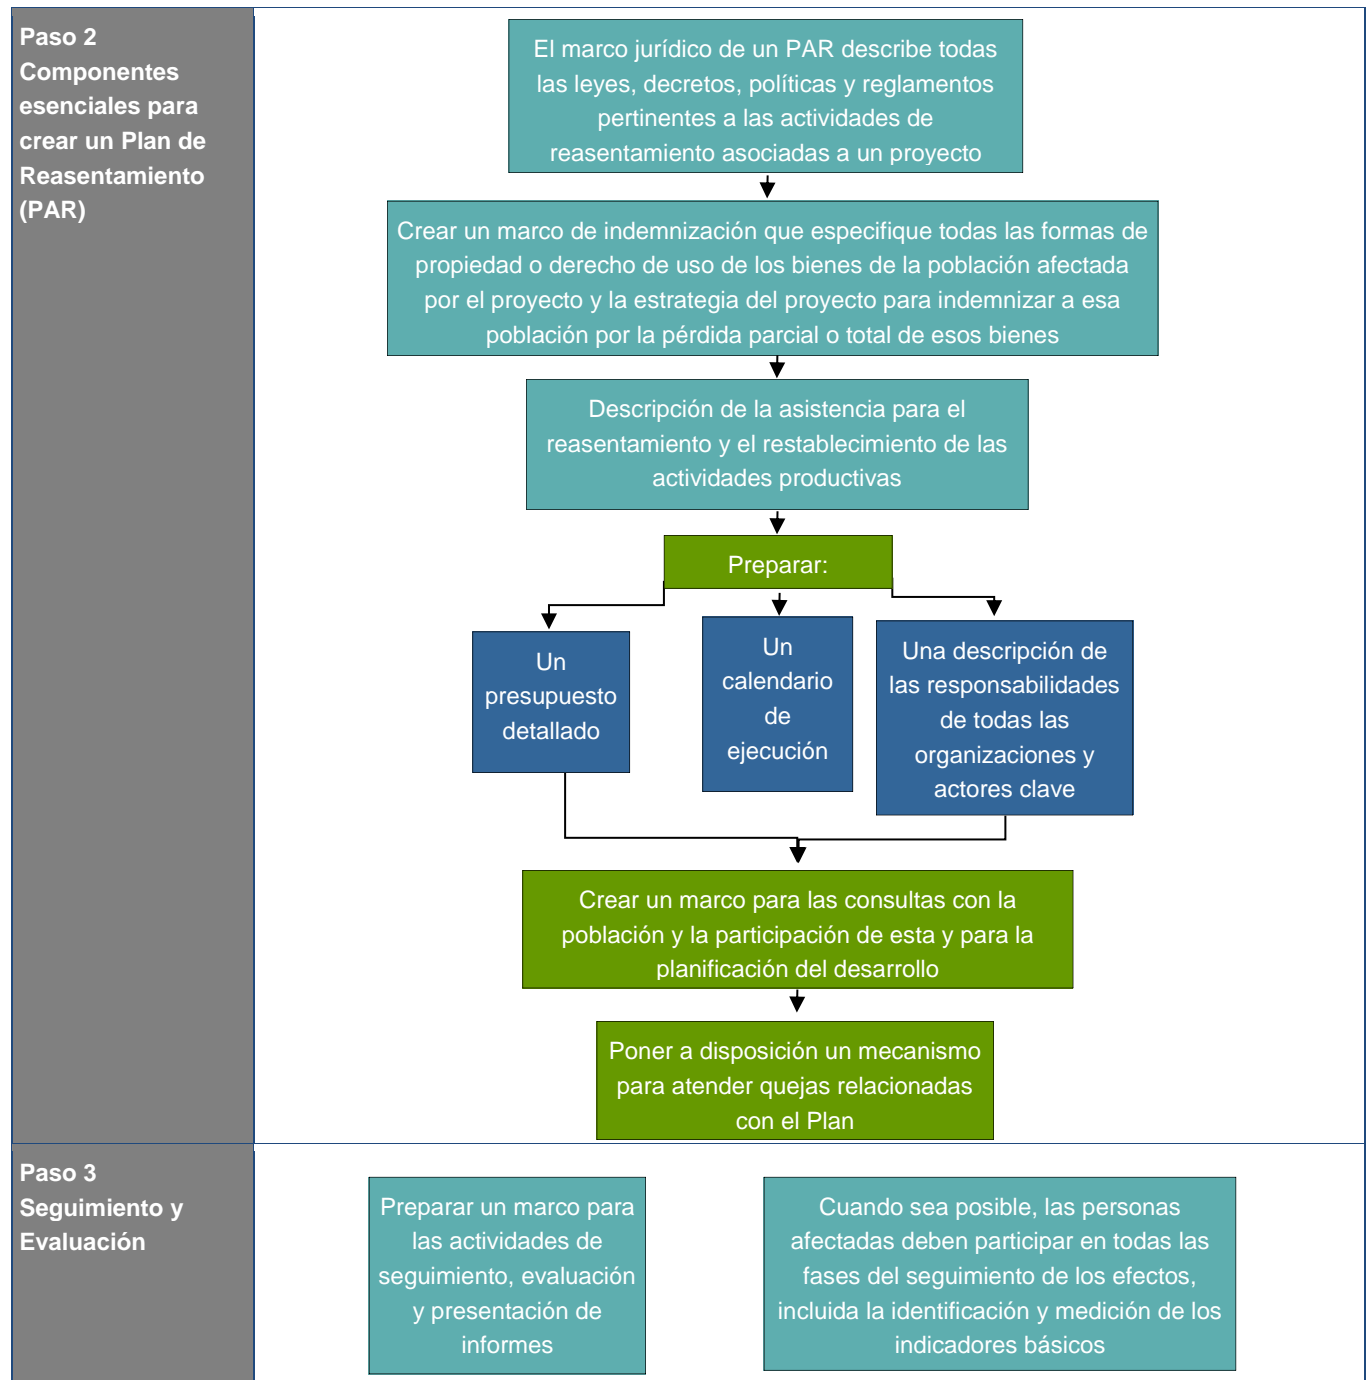 Paso 2
Componentes
esenciales para
crear un Plan de
Reasentamiento
(PAR)
El marco jurídico de un PAR describe todas
las leyes, decretos, políticas y reglamentos
pertinentes a las actividades de
reasentamiento asociadas a un proyecto
Crear un marco de indemnización que especifique todas las formas de
propiedad o derecho de uso de los bienes de la población afectada
por el proyecto y la estrategia del proyecto para indemnizar a esa
población por la pérdida parcial o total de esos bienes
Descripción de la asistencia para el
reasentamiento y el restablecimiento de las
actividades productivas
Preparar:
Un
presupuesto
detallado
Un
calendario
de
ejecución
Una descripción de
las responsabilidades
de todas las
organizaciones y
actores clave
Crear un marco para las consultas con la
población y la participación de esta y para la
planificación del desarrollo
Poner a disposición un mecanismo
para atender quejas relacionadas
con el Plan
Paso 3
Seguimiento y
Evaluación
Preparar un marco para
las actividades de
seguimiento, evaluación
y presentación de
informes
Cuando sea posible, las personas
afectadas deben participar en todas las
fases del seguimiento de los efectos,
incluida la identificación y medición de los
indicadores básicos